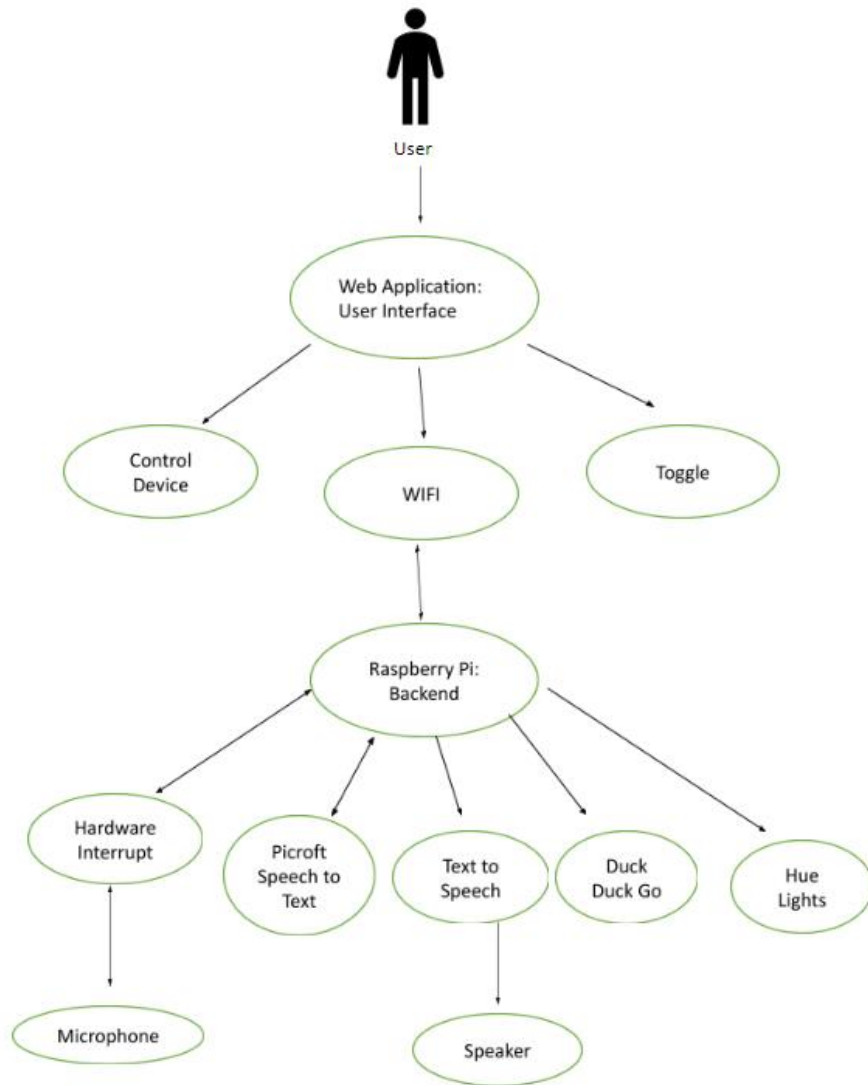 User
Web Application:
User Interface
Control
Device
WIFI
Toggle
Raspberry Pi:
Backend
Hardware
Interrupt
Picroft
Speech to
Text
Text to
Speech
Duck
Duck Go
Hue
Lights
Microphone
Speaker